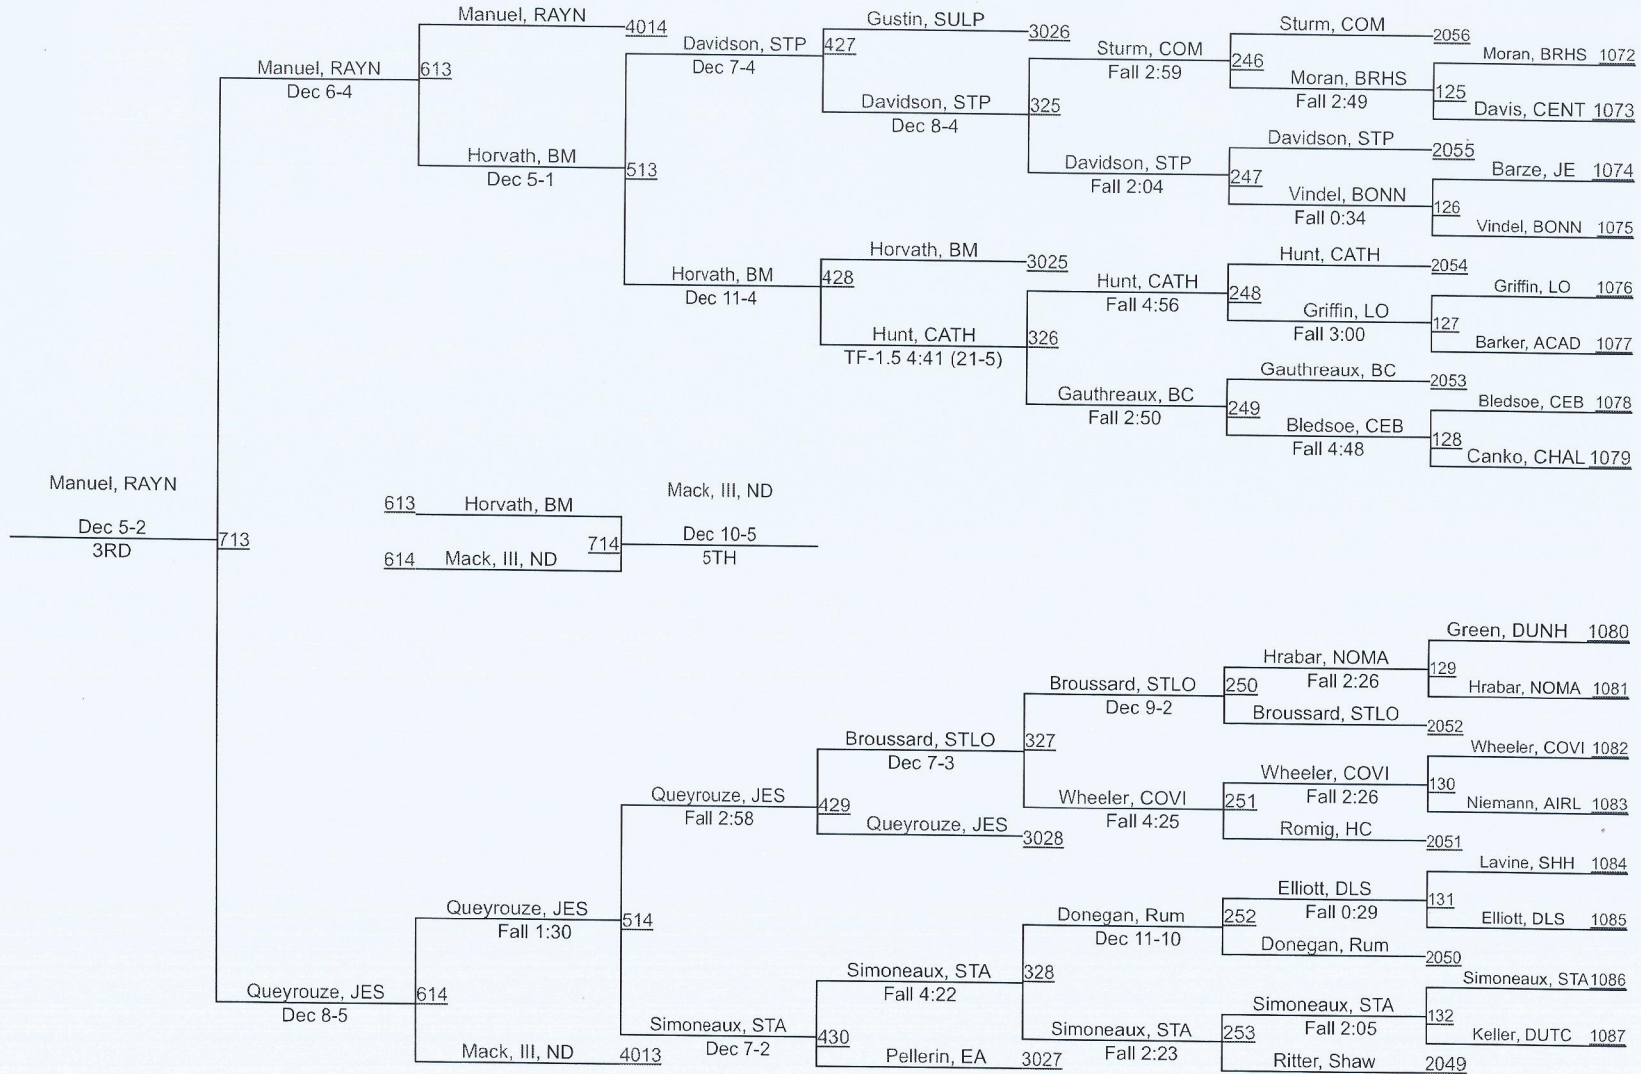 Manuel, RAYN
4014
Gustin, SULP
3026
Sturm, COM
2056
Davidson, STP
427
Dec 7-4
Sturm, COM
246
Fall 2:59
Moran, BRHS 1072
Manuel, RAYN
613
Dec 6-4
Moran, BRHS
125
Fall 2:49
Davidson, STP
325
Dec 8-4
Davis, CENT 1073
Davidson, STP
2055
Horvath, BM
513
Dec 5-1
Davidson, STP
247
Fall 2:04
Barze, JE 1074
Vindel, BONN
126
Fall 0:34
Vindel, BONN 1075
Horvath, BM
3025
Hunt, CATH
2054
Horvath, BM
428
Dec 11-4
Hunt, CATH
248
Fall 4:56
Griffin, LO 1076
Griffin, LO
127
Fall 3:00
Hunt, CATH
326
TF-1.5 4:41 (21-5)
Barker, ACAD 1077
Gauthreaux, BC
2053
Gauthreaux, BC
249
Fall 2:50
Bledsoe, CEB 1078
Bledsoe, CEB
128
Fall 4:48
Canko, CHAL 1079
Manuel, RAYN
Dec 5-2
3RD
713
613 Horvath, BM
Mack, III, ND
714
Dec 10-5
5TH
614 Mack, III, ND
Green, DUNH 1080
Hrabar, NOMA
129
Fall 2:26
Hrabar, NOMA 1081
Broussard, STLO
250
Dec 9-2
Broussard, STLO
2052
Broussard, STLO
327
Dec 7-3
Wheeler, COVI 1082
Wheeler, COVI
130
Fall 2:26
Niemann, AIRL 1083
Queyrouze, JES
429
Fall 2:58
Wheeler, COVI
251
Fall 4:25
Queyrouze, JES
3028
Romig, HC
2051
Lavine, SHH 1084
Elliott, DLS
131
Fall 0:29
Elliott, DLS 1085
Queyrouze, JES
514
Fall 1:30
Donegan, Rum
252
Dec 11-10
Donegan, Rum
2050
Simoneaux, STA
328
Fall 4:22
Simoneaux, STA 1086
Queyrouze, JES
614
Dec 8-5
Simoneaux, STA
132
Fall 2:05
Keller, DUTC 1087
Simoneaux, STA
430
Dec 7-2
Simoneaux, STA
253
Fall 2:23
Mack, III, ND
4013
Pellerin, EA
3027
Ritter, Shaw
2049